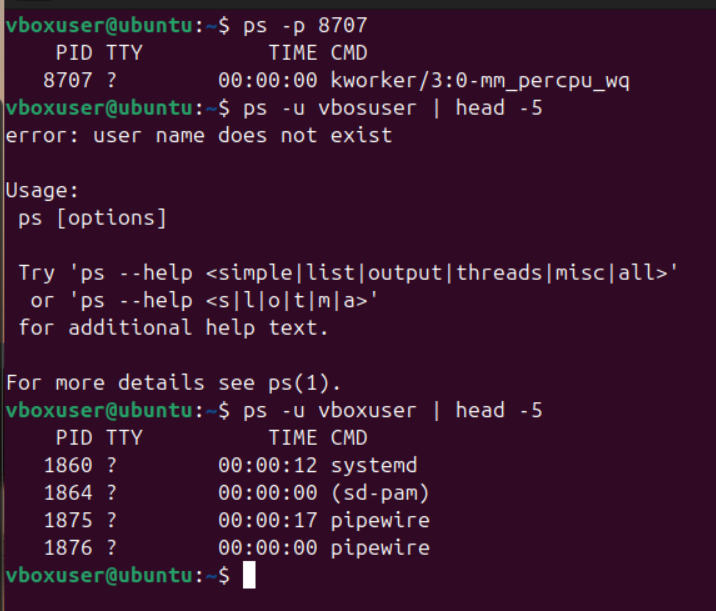 vboxuser@ubuntu:~$ ps -p 8707
    PID TTY          TIME CMD
   8707 ?        00:00:00 kworker/3:0-mm_percpu_wq
vboxuser@ubuntu:~$ ps -u vbosuser | head -5
error: user name does not exist

Usage:
 ps [options]

 Try 'ps --help <simple|list|output|threads|misc|all>'
  or 'ps --help <s|l|o|t|m|a>'
 for additional help text.

For more details see ps(1).
vboxuser@ubuntu:~$ ps -u vboxuser | head -5
    PID TTY          TIME CMD
   1860 ?        00:00:12 systemd
   1864 ?        00:00:00 (sd-pam)
   1875 ?        00:00:17 pipewire
   1876 ?        00:00:00 pipewire
vboxuser@ubuntu:~$